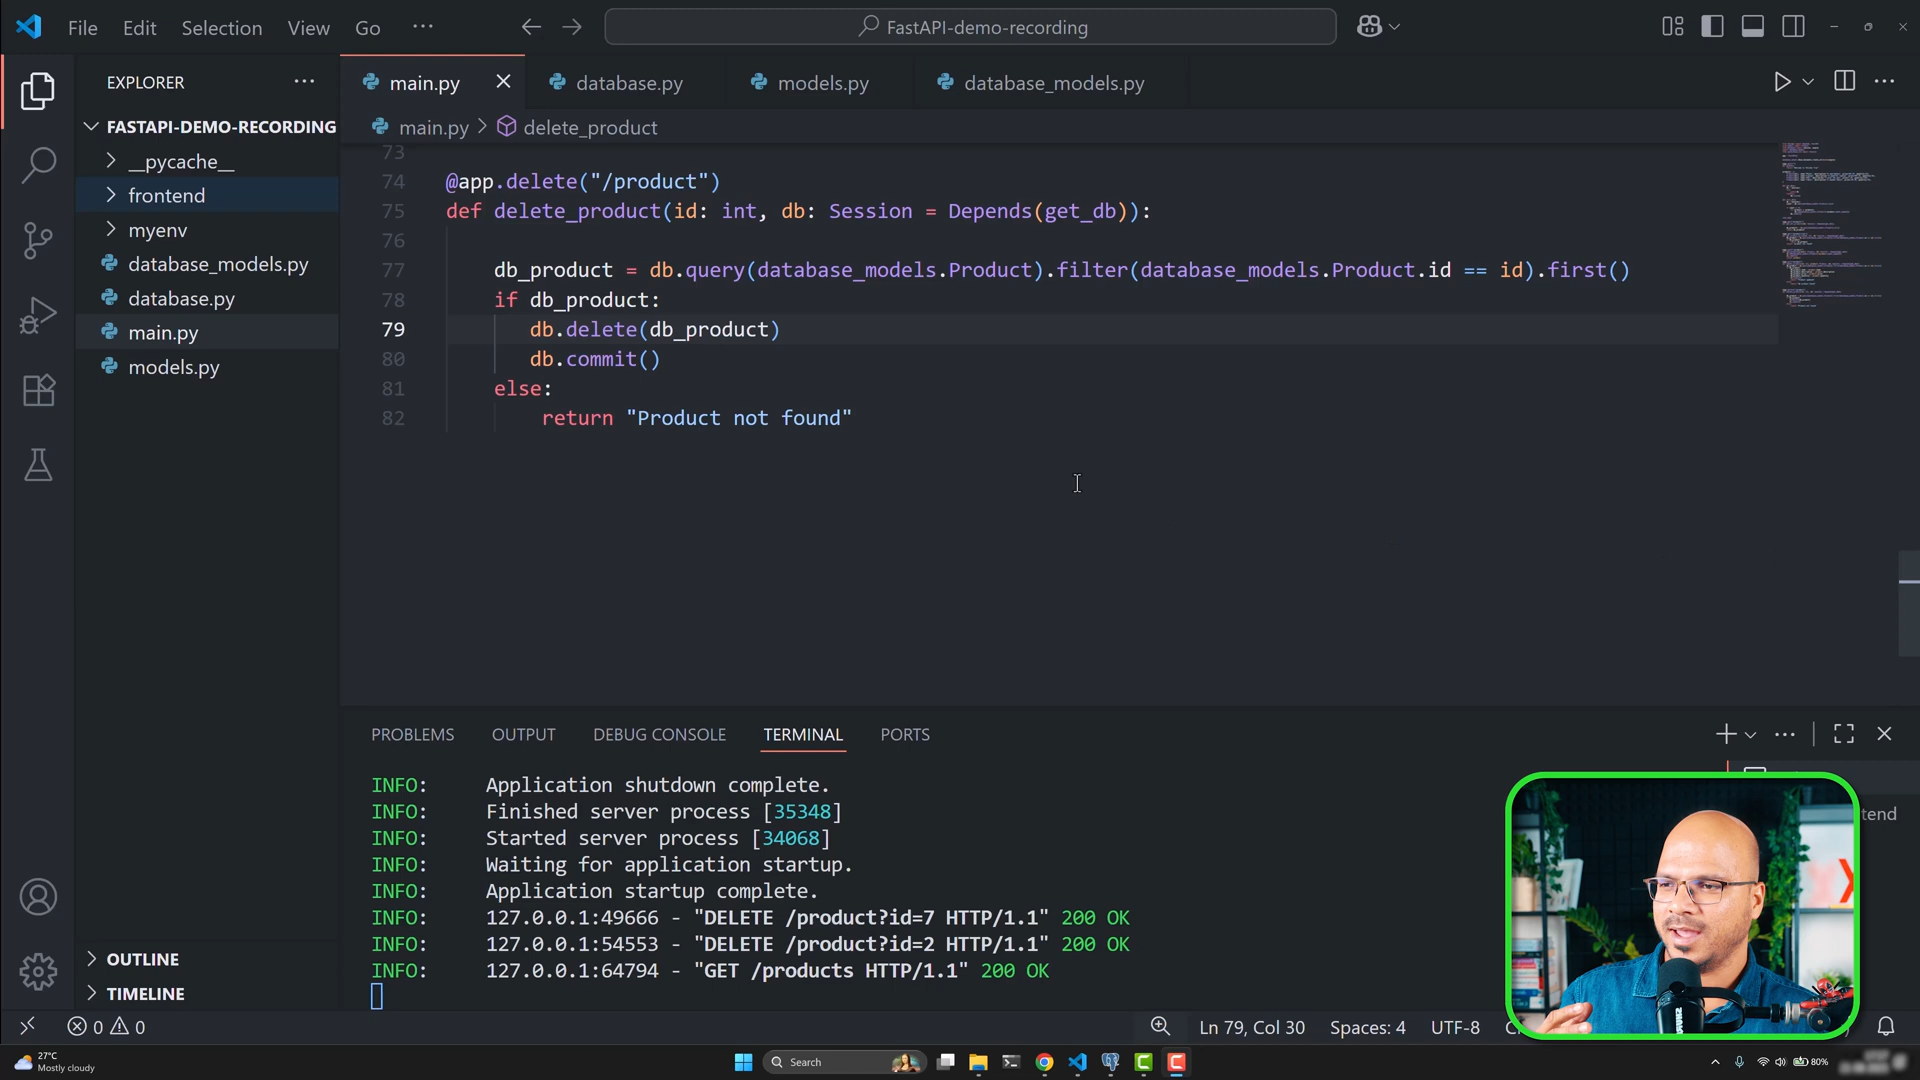 File Edit Selection View Go ···
FastAPI-demo-recording
EXPLORER ···
FASTAPI-DEMO-RECORDING
__pycache__
frontend
myenv
database_models.py
database.py
main.py
models.py
OUTLINE
TIMELINE
main.py database.py models.py database_models.py
main.py > delete_product
73
74 @app.delete("/product")
75 def delete_product(id: int, db: Session = Depends(get_db)):
76
77 db_product = db.query(database_models.Product).filter(database_models.Product.id == id).first()
78 if db_product:
79 db.delete(db_product)
80 db.commit()
81 else:
82 return "Product not found"
PROBLEMS OUTPUT DEBUG CONSOLE TERMINAL PORTS
INFO: Application shutdown complete.
INFO: Finished server process [35348]
INFO: Started server process [34068]
INFO: Waiting for application startup.
INFO: Application startup complete.
INFO: 127.0.0.1:49666 - "DELETE /product?id=7 HTTP/1.1" 200 OK
INFO: 127.0.0.1:54553 - "DELETE /product?id=2 HTTP/1.1" 200 OK
INFO: 127.0.0.1:64794 - "GET /products HTTP/1.1" 200 OK
tend
0 0
Ln 79, Col 30 Spaces: 4 UTF-8
27°C
Mostly cloudy
Search
80%